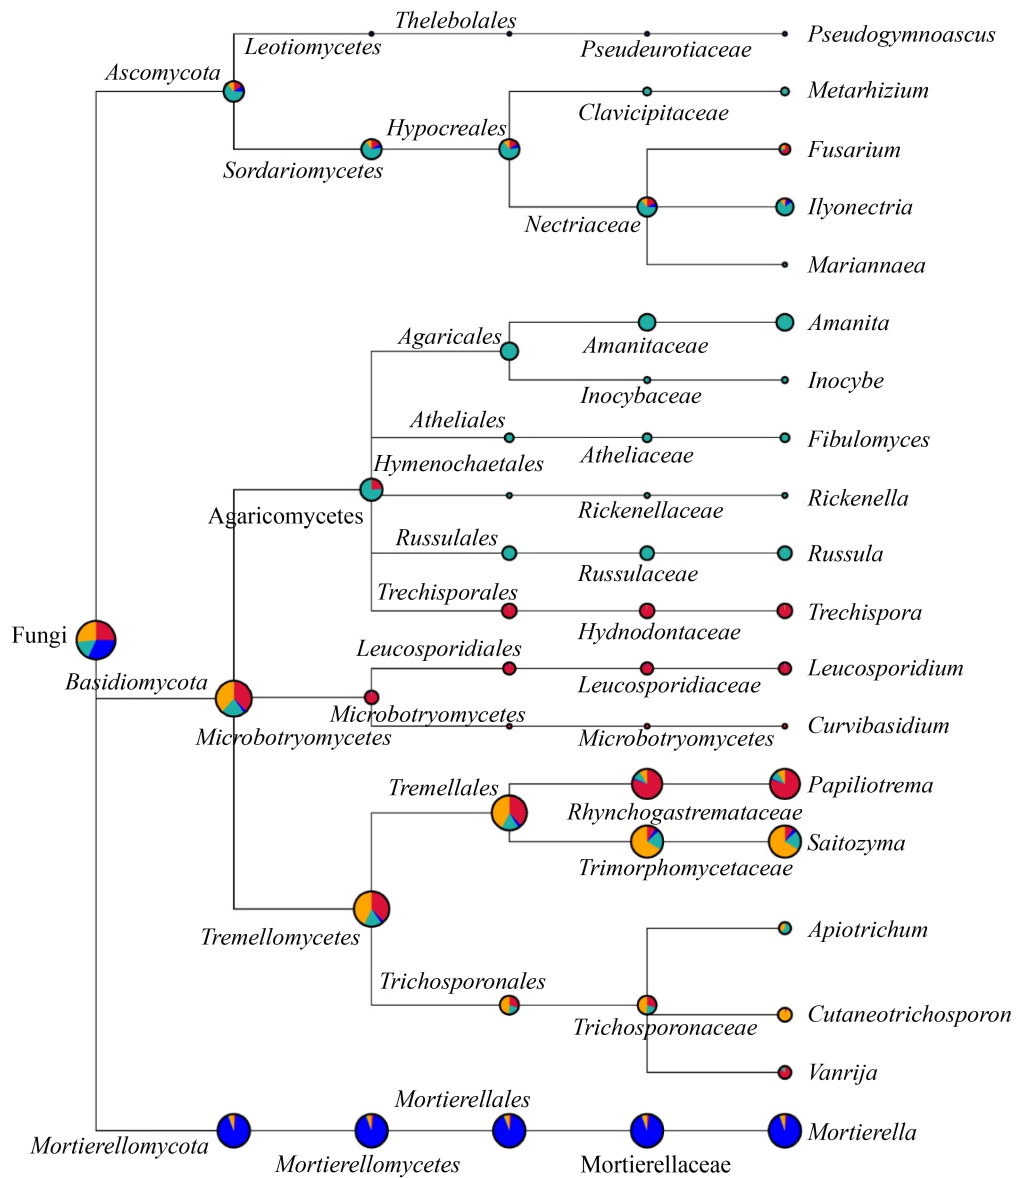 Thelebolales
Leotiomycetes
Pseudeurotiaceae
Pseudogymnoascus
Ascomycota
Metarhizium
Clavicipitaceae
Hypocreales
Fusarium
Sordariomycetes
Nectriaceae
Ilyonectria
Mariannaea
Agaricales
Amanita
Amanitaceae
Inocybe
Inocybaceae
Atheliales
Fibulomyces
Atheliaceae
Hymenochaetales
Rickenella
Rickenellaceae
Agaricomycetes
Russulales
Russula
Russulaceae
Trechisporales
Trechispora
Hydnodontaceae
Fungi
Leucosporidiales
Leucosporidium
Basidiomycota
Leucosporidiaceae
Microbotryomycetes
Curvibasidium
Microbotryomycetes
Microbotryomycetes
Tremellales
Papiliotrema
Rhynchogastremataceae
Saitozyma
Trimorphomycetaceae
Apiotrichum
Tremellomycetes
Trichosporonales
Cutaneotrichosporon
Trichosporonaceae
Vanrija
Mortierellales
Mortierella
Mortierellomycota
Mortierellomycetes
Mortierellaceae